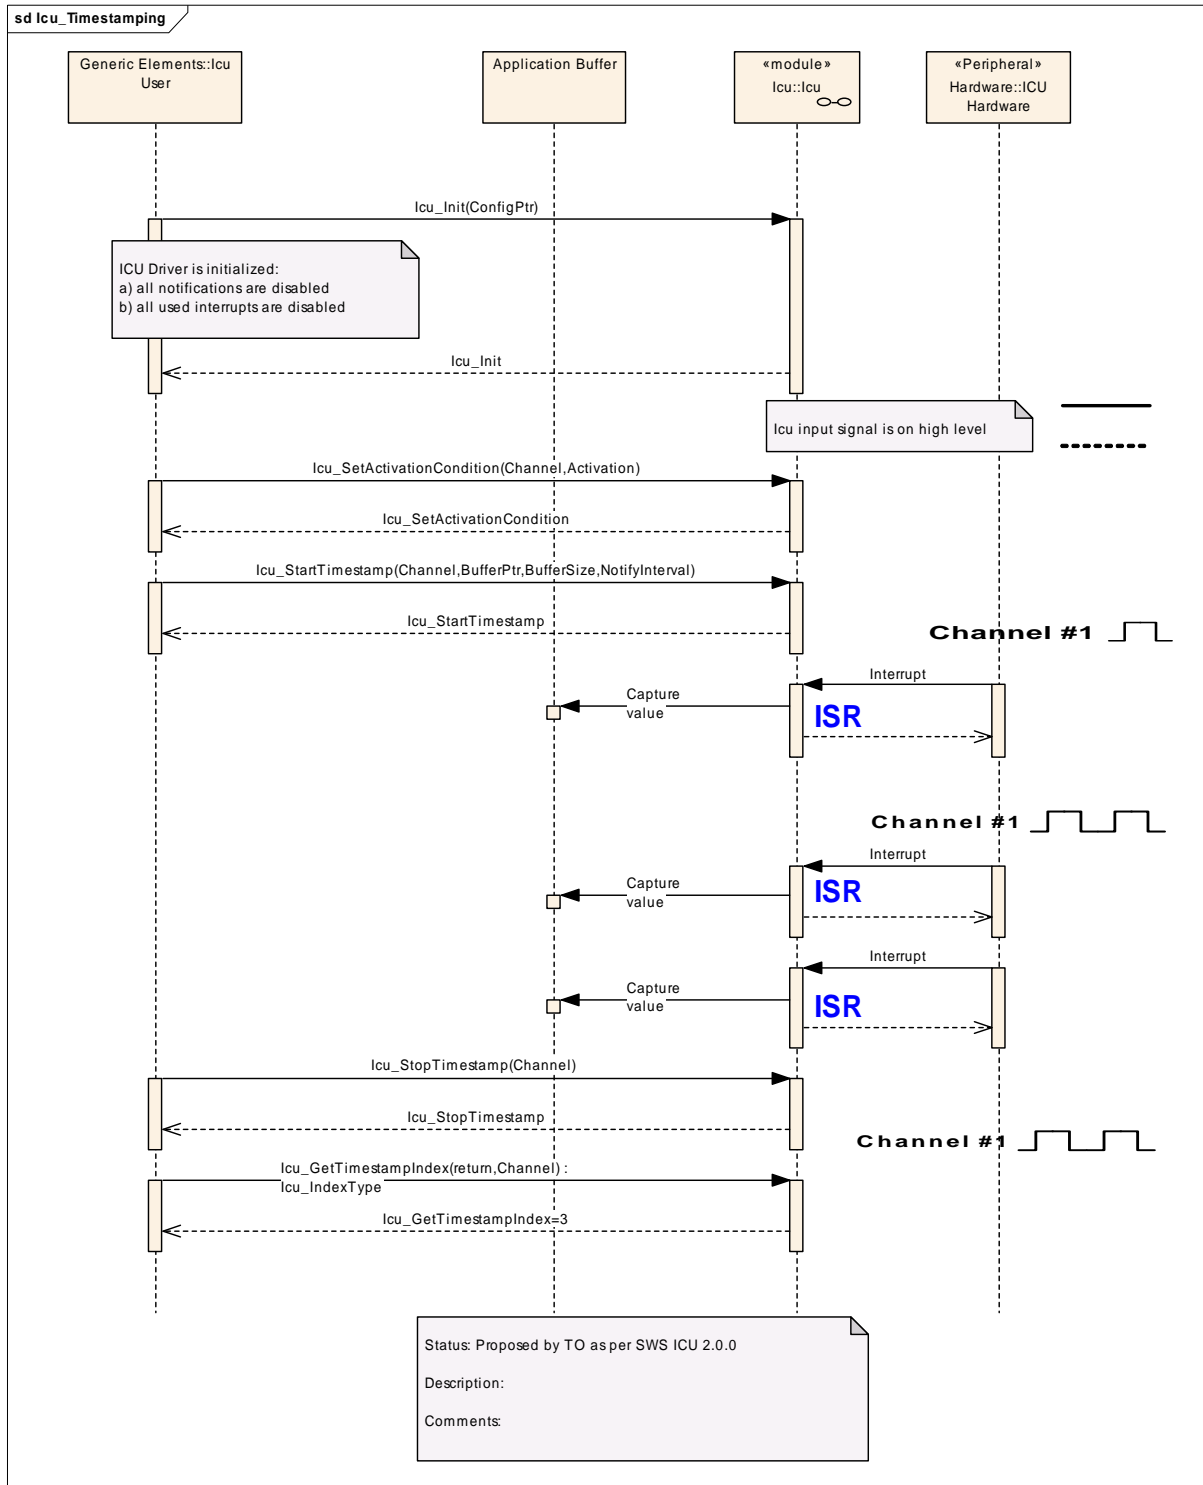 sd Icu_Timestamping
Generic Elements::Icu
User
Application Buffer
«module»
Icu::Icu
«Peripheral»
Hardware::ICU
Hardware
Icu_Init(ConfigPtr)
ICU Driver is initialized:
a) all notifications are disabled
b) all used interrupts are disabled
Icu_Init
Icu input signal is on high level
Icu_SetActivationCondition(Channel,Activation)
Icu_SetActivationCondition
Icu_StartTimestamp(Channel,BufferPtr,BufferSize,NotifyInterval)
Icu_StartTimestamp
Channel #1
Interrupt
Capture
value
ISR
Channel #1
Interrupt
Capture
value
ISR
Interrupt
Capture
value
ISR
Icu_StopTimestamp(Channel)
Icu_StopTimestamp
Channel #1
Icu_GetTimestampIndex(return,Channel) :
Icu_IndexType
Icu_GetTimestampIndex=3
Status: Proposed by TO as per SWS ICU 2.0.0
Description:
Comments: